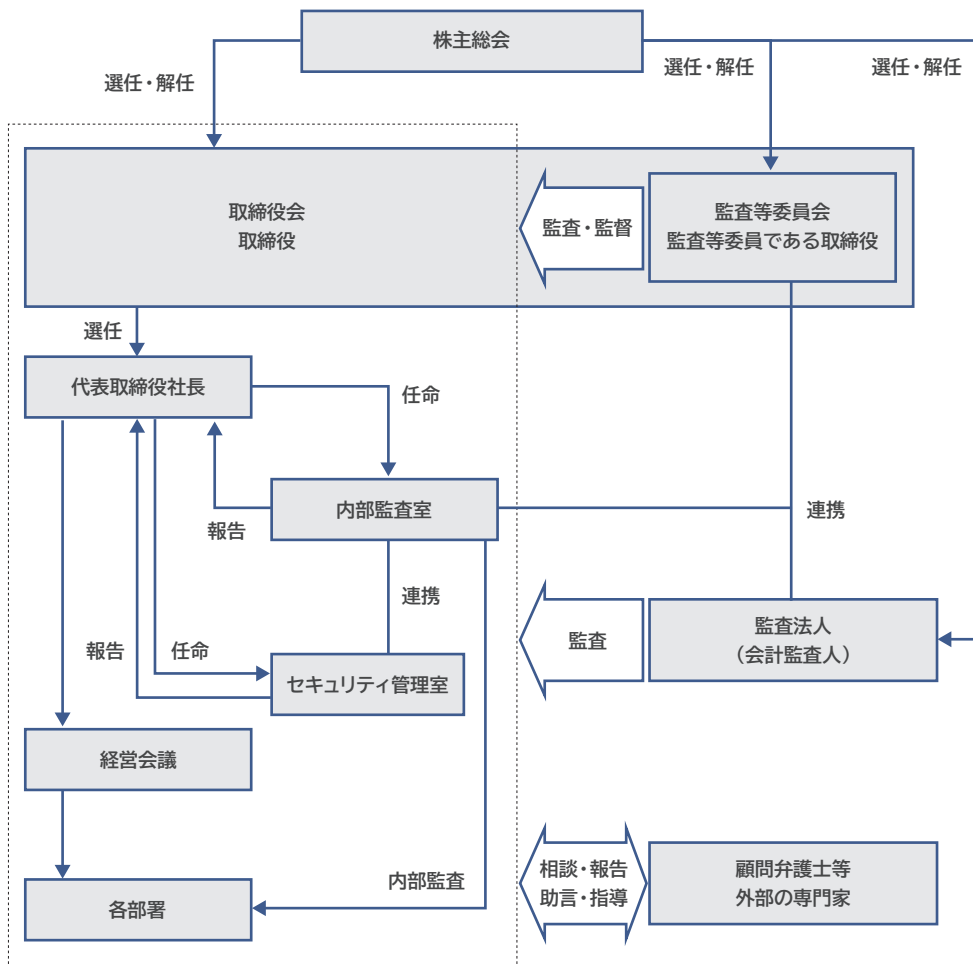 株主総会
選任・解任
選任・解任
選任・解任
取締役会
取締役
監査・監督
監査等委員会
監査等委員である取締役
選任
代表取締役社長
任命
内部監査室
報告
連携
連携
監査
監査法人
（会計監査人）
報告
任命
セキュリティ管理室
経営会議
相談・報告
助言・指導
顧問弁護士等
外部の専門家
内部監査
各部署